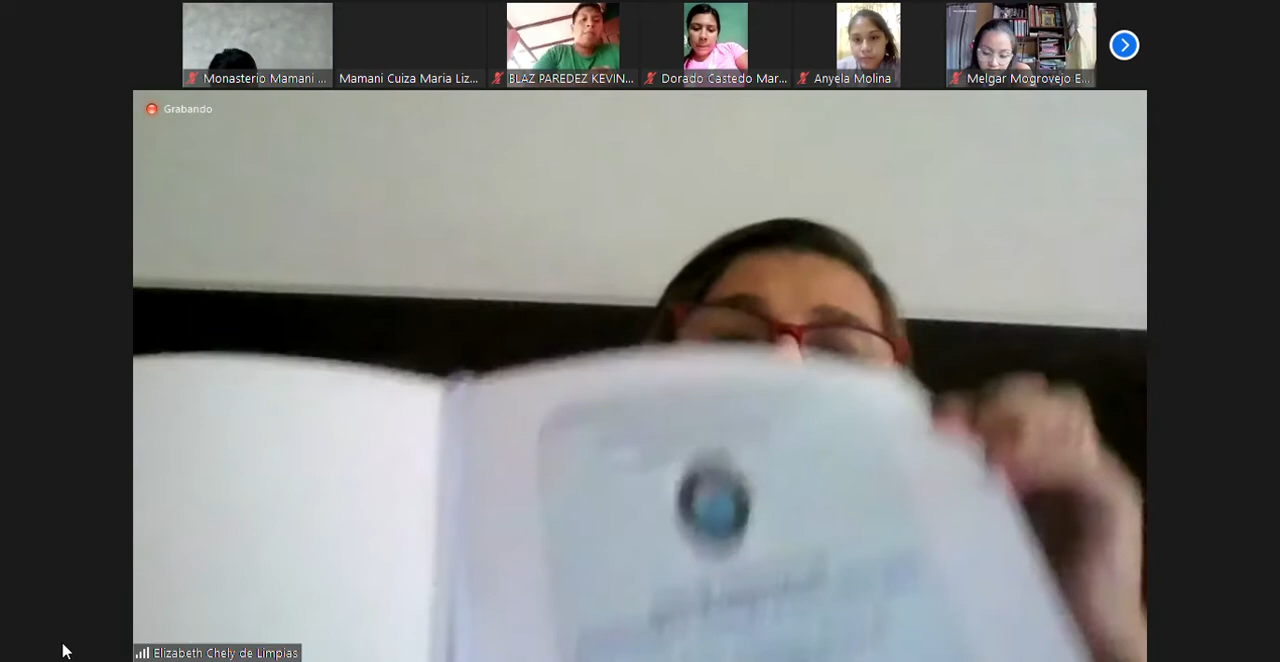 Monasterio Mamani ...
Mamani Cuiza Maria Liz...
BLAZ PAREDEZ KEVIN...
Dorado Castedo Mar...
Anyela Molina
Melgar Mogrovejo E...
Grabando
Elizabeth Chely de Limpias